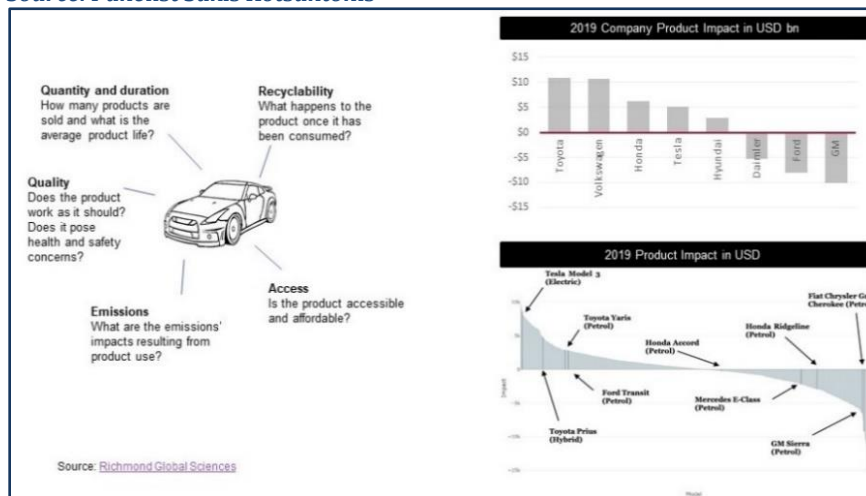 Quantity and duration
How many products are
sold and what is the
average product life?
Recyclability
What happens to the
product once it has
been consumed?
Quality
Does the product
work as it should?
Does it pose
health and safety
concerns?
Emissions
What are the emissions'
impacts resulting from
product use?
Access
Is the product accessible
and affordable?
Source: Richmond Global Sciences
2019 Company Product Impact in USD bn
$15
$10
$5
$0
-$5
-$10
-$15
Toyota
Volkswagen
Honda
Tesla
Hyundai
Daimler
Ford
GM
2019 Product Impact in USD
Tesla Model 3
(Electric)
Toyota Yaris
(Petrol)
Honda Accord
(Petrol)
Honda Ridgeline
(Petrol)
Fiat Chrysler
Cherokee
Ford Transit
(Petrol)
Toyota Prius
(Hybrid)
Mercedes E-Class
(Petrol)
GM Sierra
(Petrol)
Impact
Model